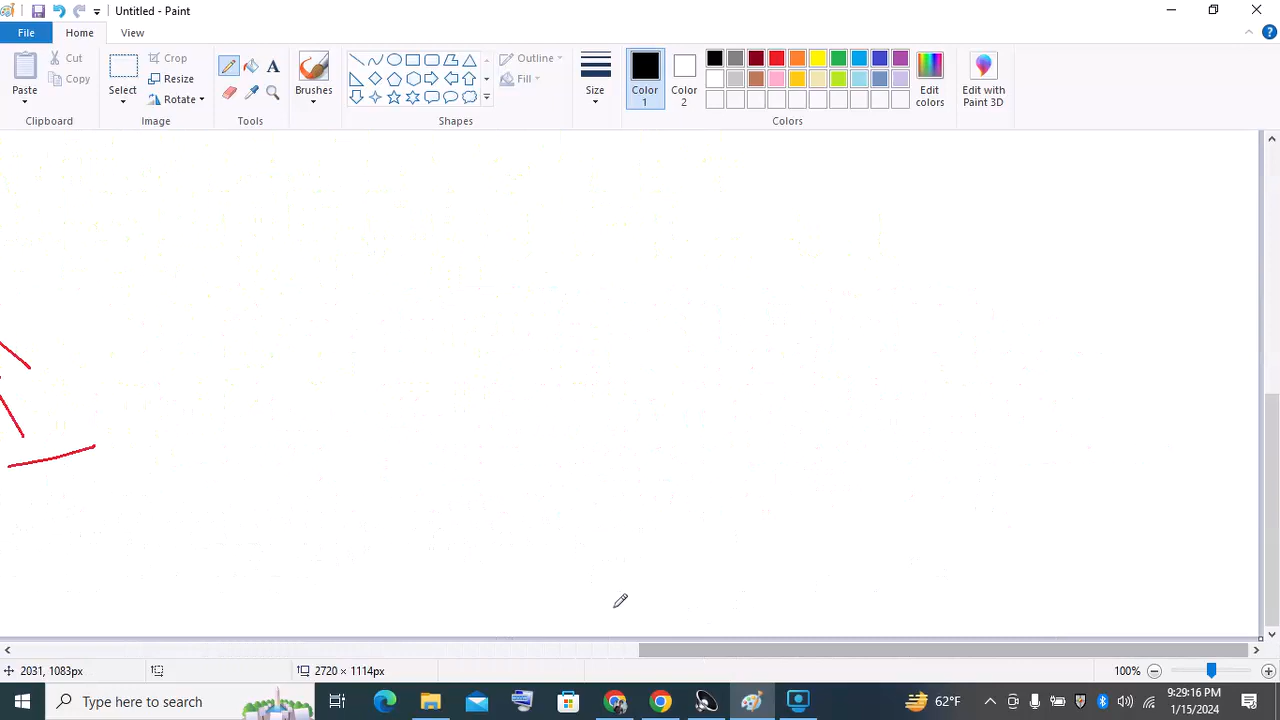 Untitled - Paint
File Home View
Paste Cut Copy Clipboard
Select Crop Resize Rotate Image
Tools
Brushes
Shapes Outline Fill
Size
Color 1 Color 2 Edit colors Colors
Edit with Paint 3D
2031, 1083px 2720 × 1114px 100%
Type here to search 62°F 9:29:16 PM
1/15/2024